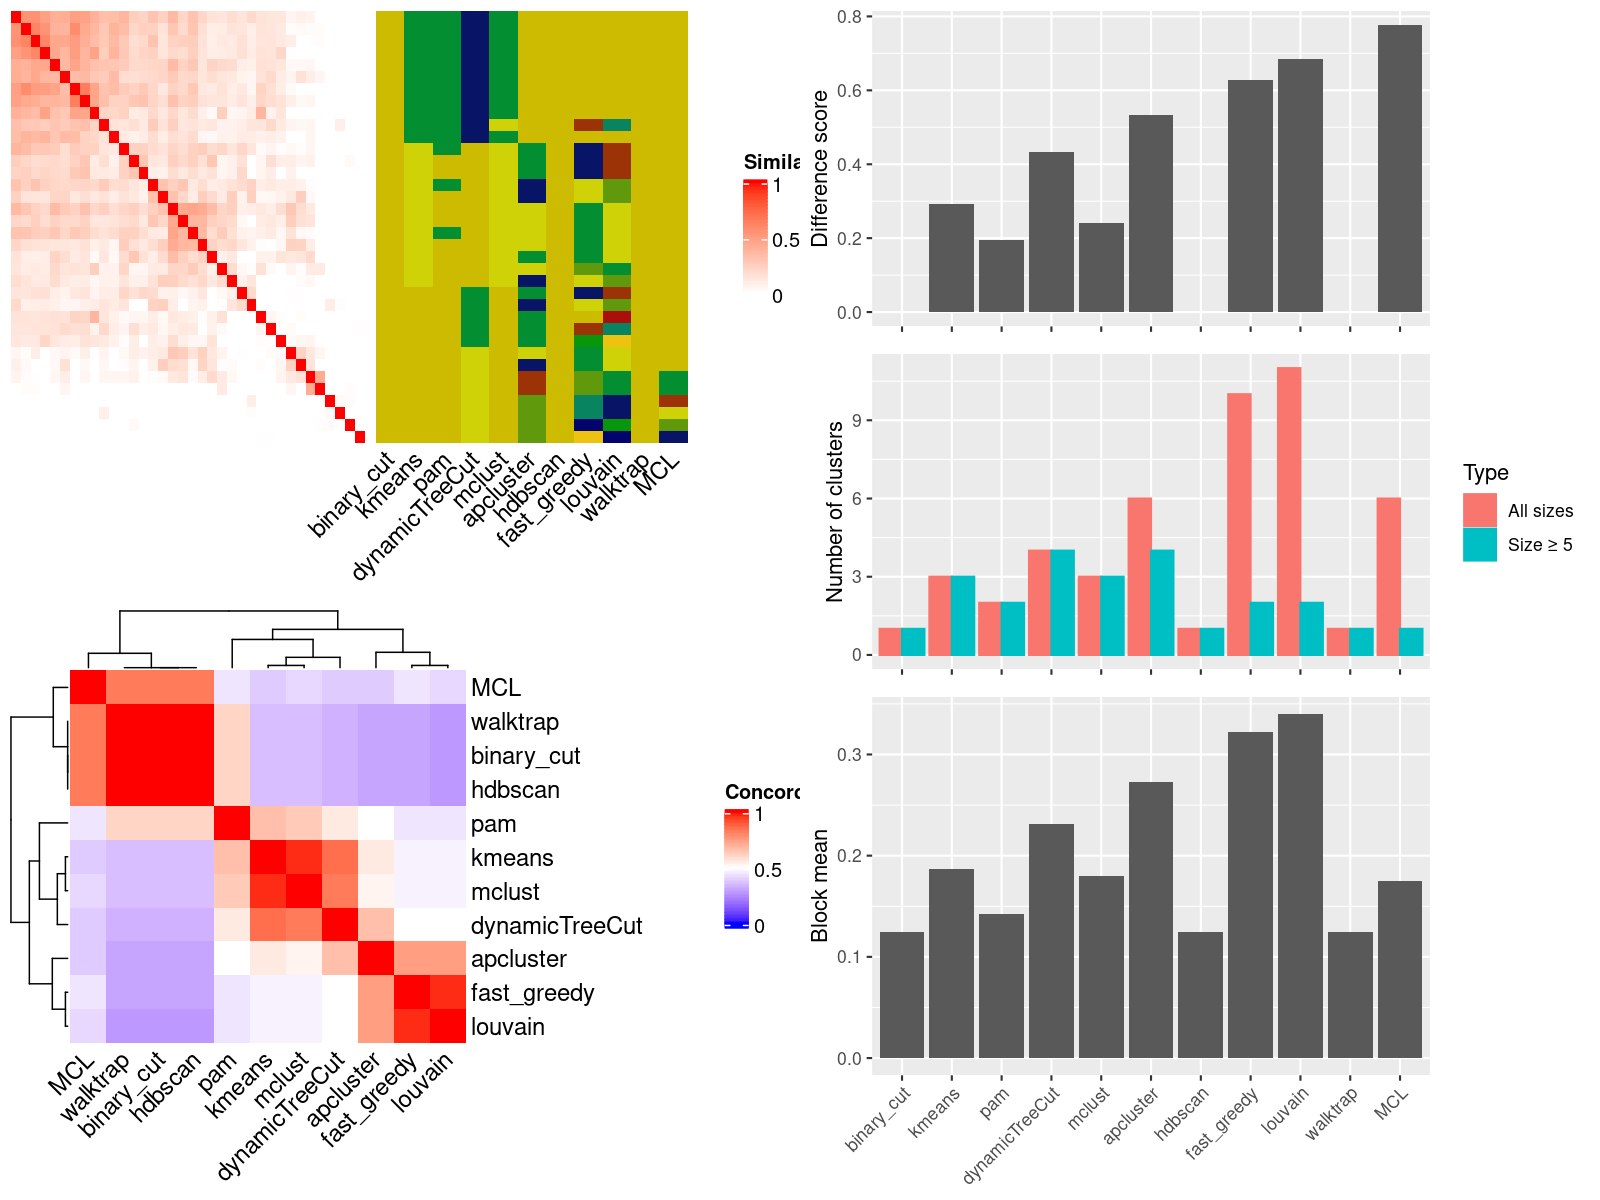 Simila
1
0.5
0
binary_cut
kmeans
pam
dynamicTreeCut
mclust
apcluster
hdbscan
fast_greedy
louvain
walktrap
MCL
MCL
walktrap
binary_cut
hdbscan
pam
kmeans
mclust
dynamicTreeCut
apcluster
fast_greedy
louvain
Concord
1
0.5
0
MCL
walktrap
binary_cut
hdbscan
pam
kmeans
mclust
dynamicTreeCut
apcluster
fast_greedy
louvain
Difference score
0.8
0.6
0.4
0.2
0.0
Number of clusters
9
6
3
0
Type
All sizes
Size ≥ 5
Block mean
0.3
0.2
0.1
0.0
binary_cut
kmeans
pam
dynamicTreeCut
mclust
apcluster
hdbscan
fast_greedy
louvain
walktrap
MCL